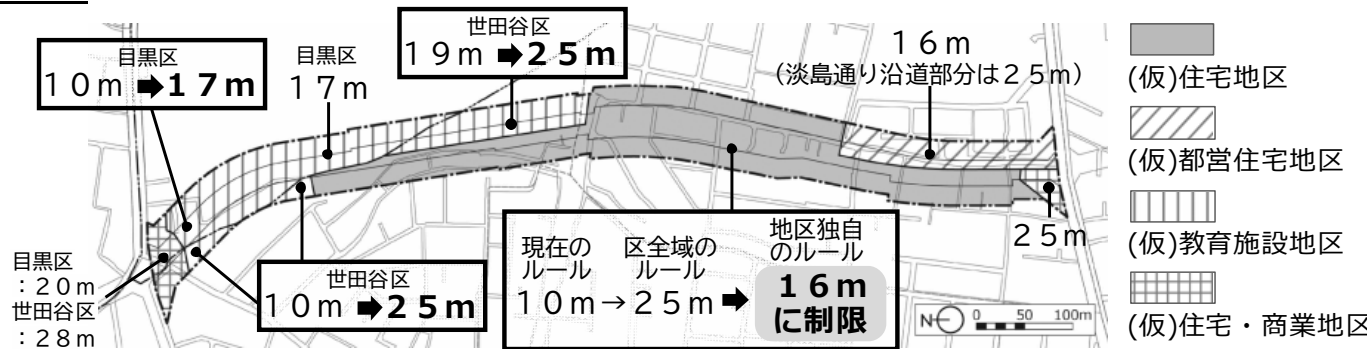 目黒区
10m➡17m
目黒区
17m
世田谷区
19m➡25m
16m
(淡島通り沿道部分は25m)
(仮)住宅地区
(仮)都営住宅地区
(仮)教育施設地区
(仮)住宅・商業地区
目黒区
:20m
世田谷区
:28m
世田谷区
10m➡25m
現在の
ルール
10m→
区全域の
ルール
25m➡
地区独自
のルール
16m
に制限
25m
N
0 50 100m